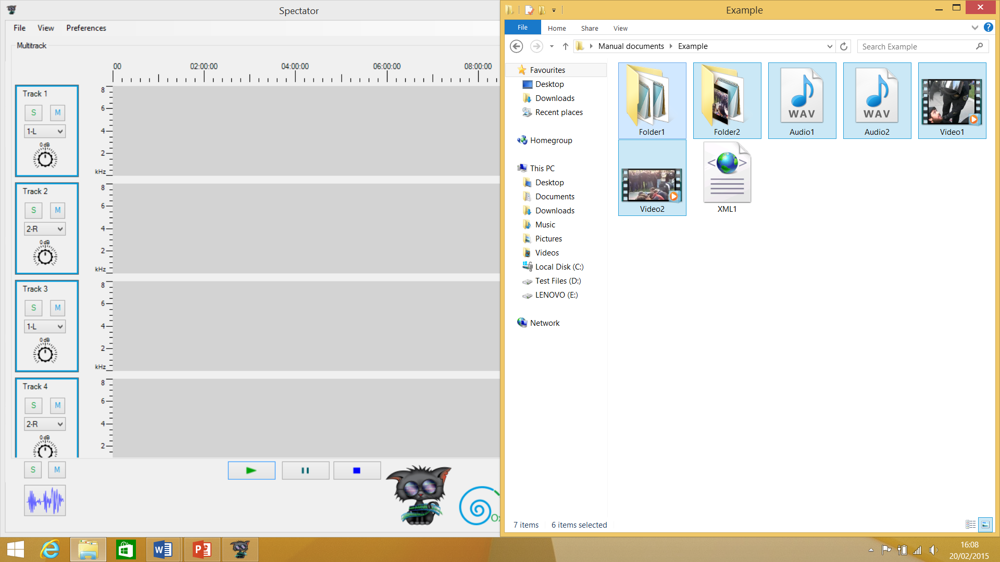 Spectator
File View Preferences
Multitrack
00 02:00:00 04:00:00 06:00:00 08:00:00
Track 1
S M
1-L
0 dB
8
6
4
2
kHz
Track 2
S M
2-R
0 dB
8
6
4
2
kHz
Track 3
S M
1-L
0 dB
8
6
4
2
kHz
Track 4
S M
2-R
0 dB
8
6
4
2
S M
Example
File Home Share View
Manual documents Example
Search Example
Favourites
Desktop
Downloads
Recent places
Homegroup
This PC
Desktop
Documents
Downloads
Music
Pictures
Videos
Local Disk (C:)
Test Files (D:)
LENOVO (E:)
Network
WAV WAV
Folder1 Folder2 Audio1 Audio2 Video1
Video2 XML1
7 items 6 items selected
16:08
20/02/2015